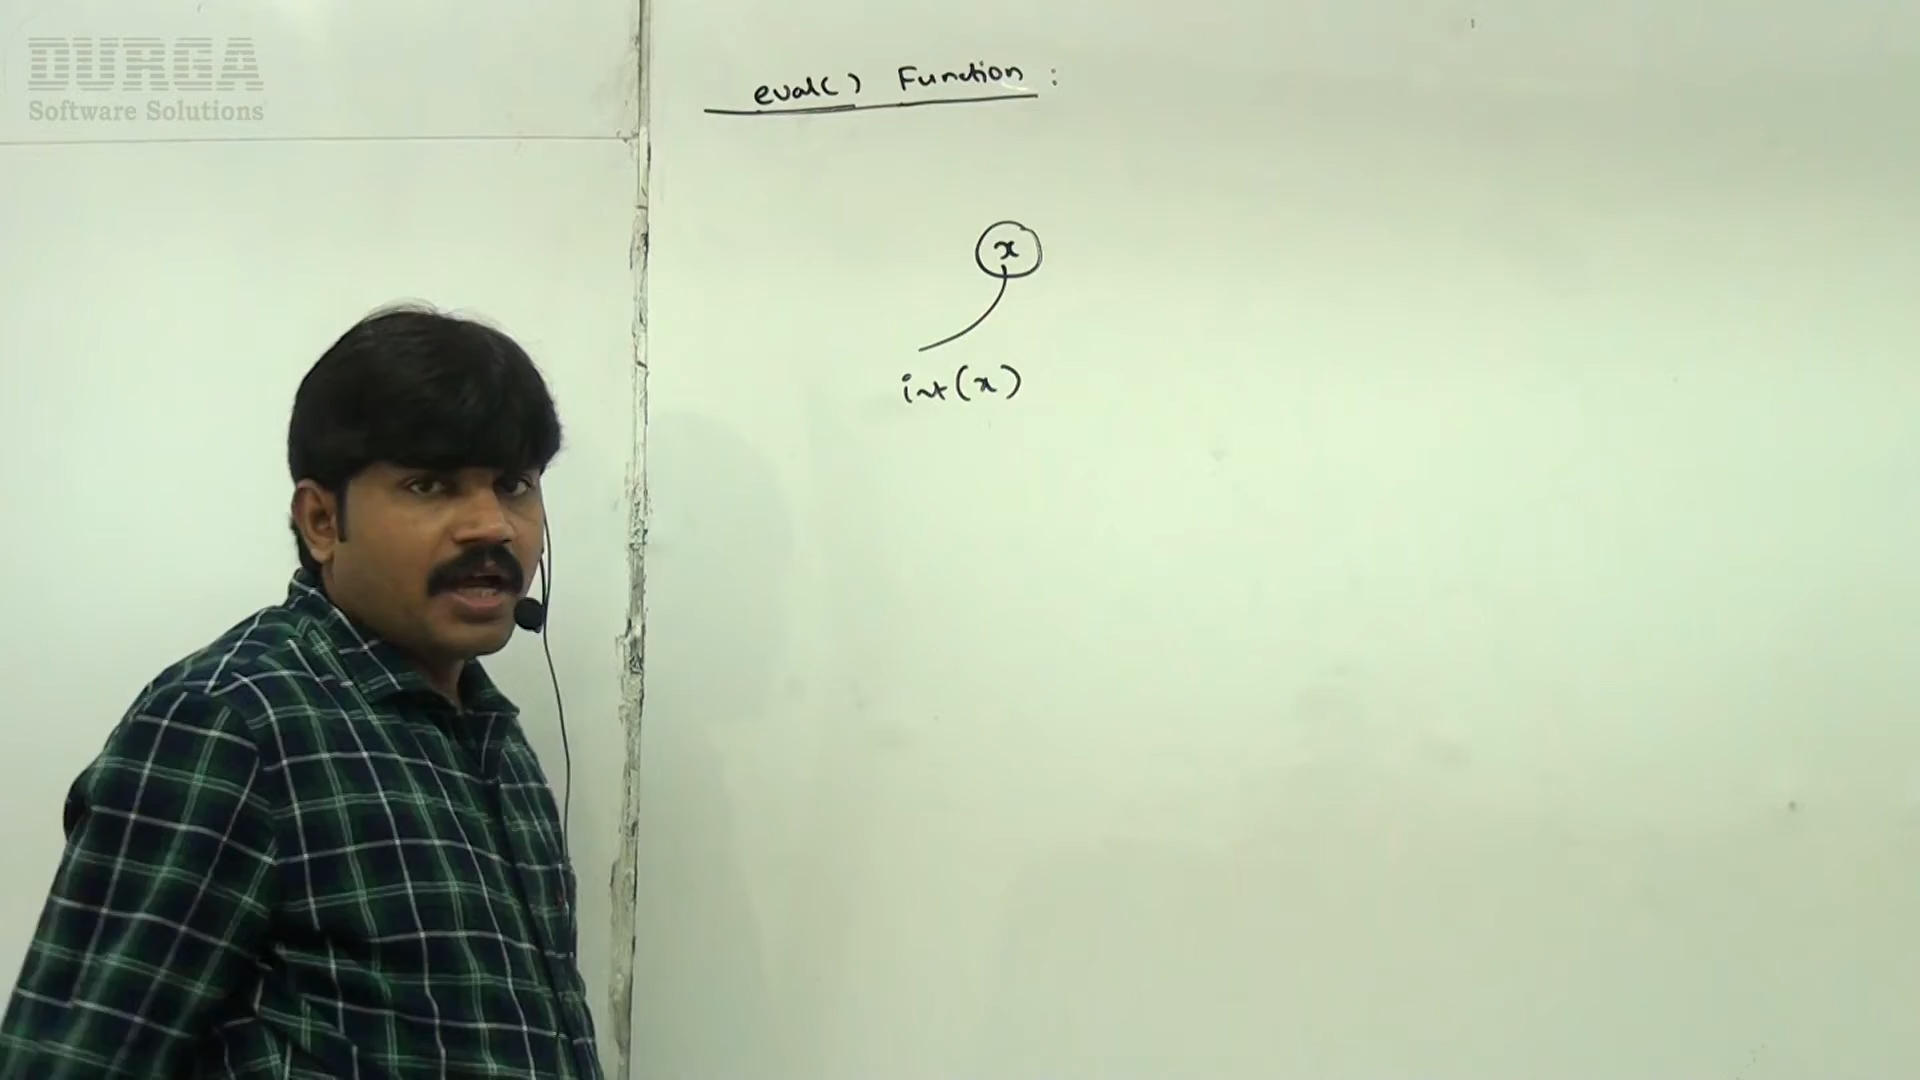 DURGA
Software Solutions
eval() Function :
x
int(x)